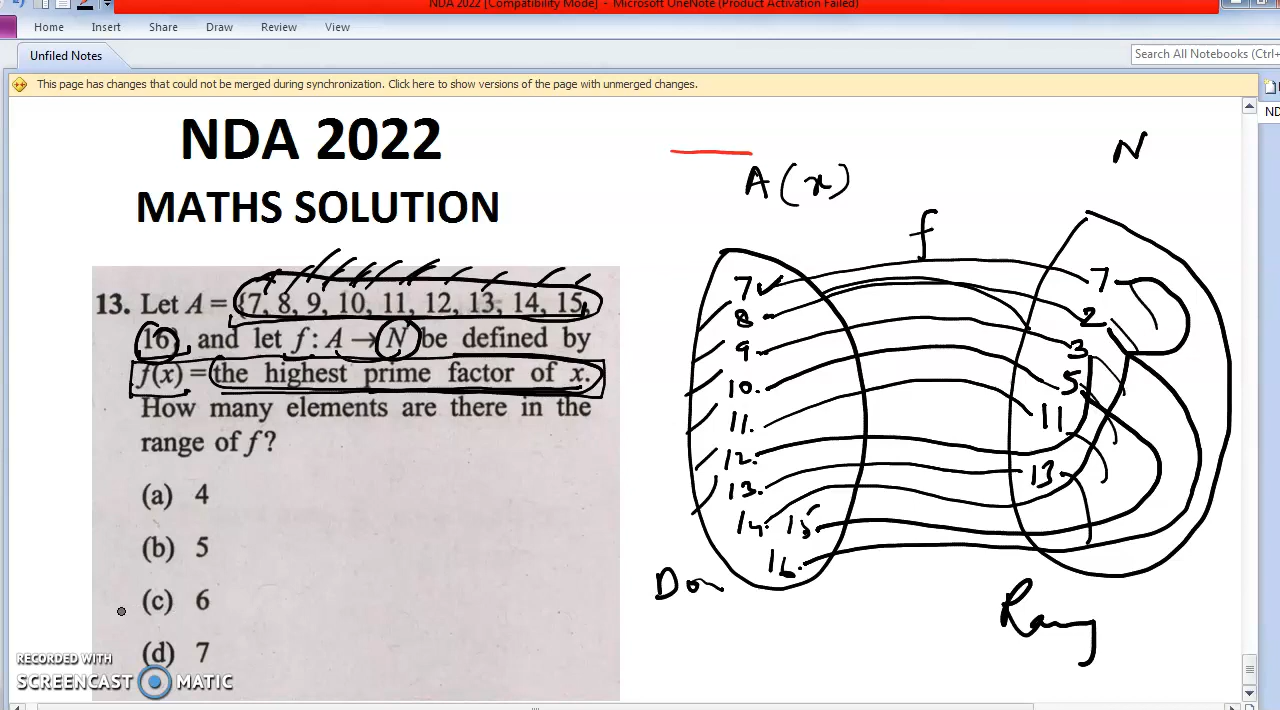 NDA 2022 [Compatibility Mode] - Microsoft OneNote (Product Activation Failed)
Home Insert Share Draw Review View
Unfiled Notes
Search All Notebooks (Ctrl+
This page has changes that could not be merged during synchronization. Click here to show versions of the page with unmerged changes.
ND
NDA 2022
MATHS SOLUTION
13. Let A = {7, 8, 9, 10, 11, 12, 13, 14, 15,
16} and let f : A → N be defined by
f(x) = the highest prime factor of x.
How many elements are there in the
range of f?
(a) 4
(b) 5
(c) 6
(d) 7
RECORDED WITH
SCREENCAST MATIC
A (x)
N
f
7
8
9
10.
11.
12.
13.
14. 15
16.
7
2
3
5
11
13
Dom
Rang